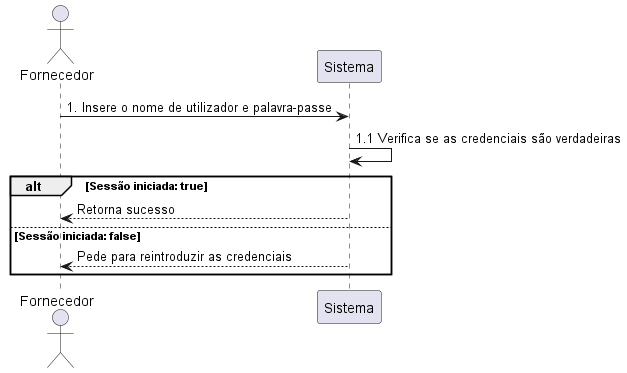 Fornecedor
Sistema
1. Insere o nome de utilizador e palavra-passe
1.1 Verifica se as credenciais são verdadeiras
alt [Sessão iniciada: true]
Retorna sucesso
[Sessão iniciada: false]
Pede para reintroduzir as credenciais
Fornecedor
Sistema